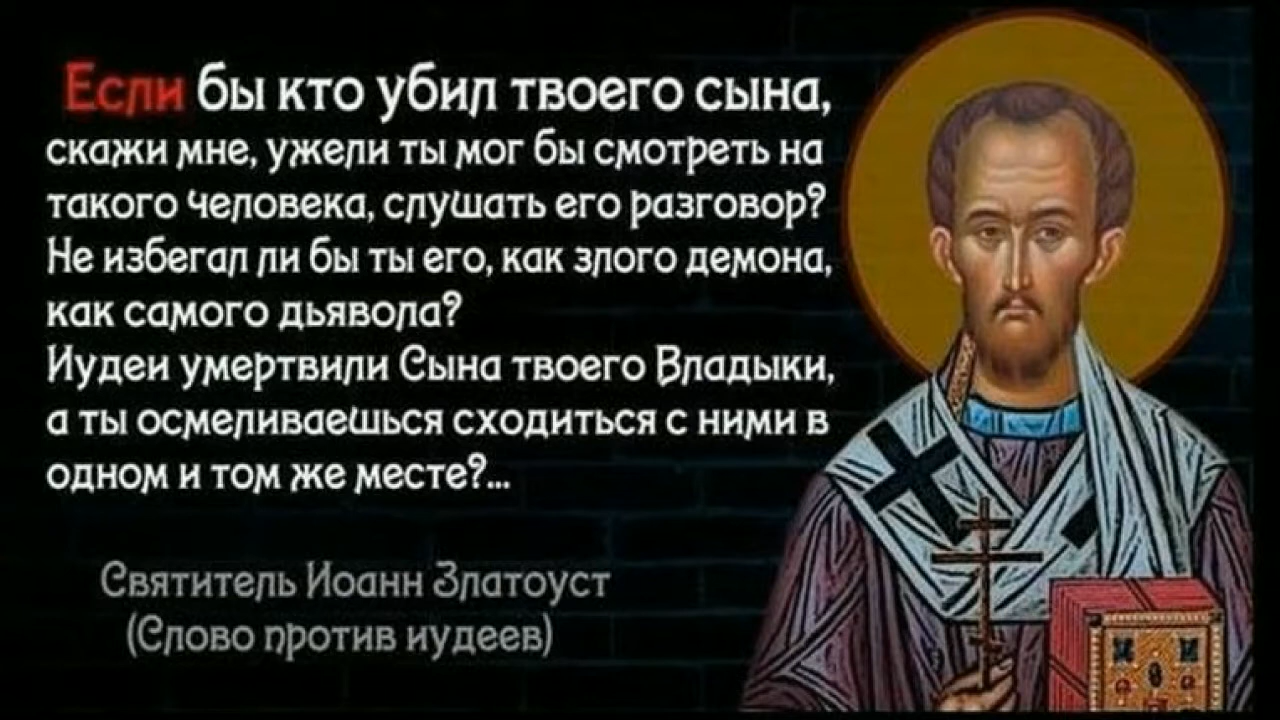 Если бы кто убил твоего сына,
скажи мне, ужели ты мог бы смотреть на
такого человека, слушать его разговор?
Не избегал ли бы ты его, как злого демона,
как самого дьявола?
Иудеи умертвили Сына твоего Владыки,
а ты осмеливаешься сходиться с ними в
одном и том же месте?...
Святитель Иоанн Златоуст
(Слово против иудеев)